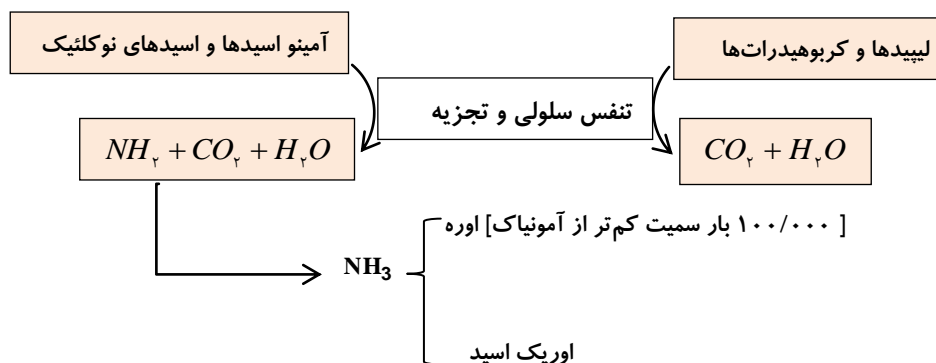 آمینو اسیدها و اسیدهای نوکلئیک
لیپیدها و کربوهیدرات‌ها
تنفس سلولی و تجزیه
NH۲ + CO۲ + H۲O
CO۲ + H۲O
اوره [۱۰۰/۰۰۰ بار سمیت کم‌تر از آمونیاک]
NH3
اوریک اسید